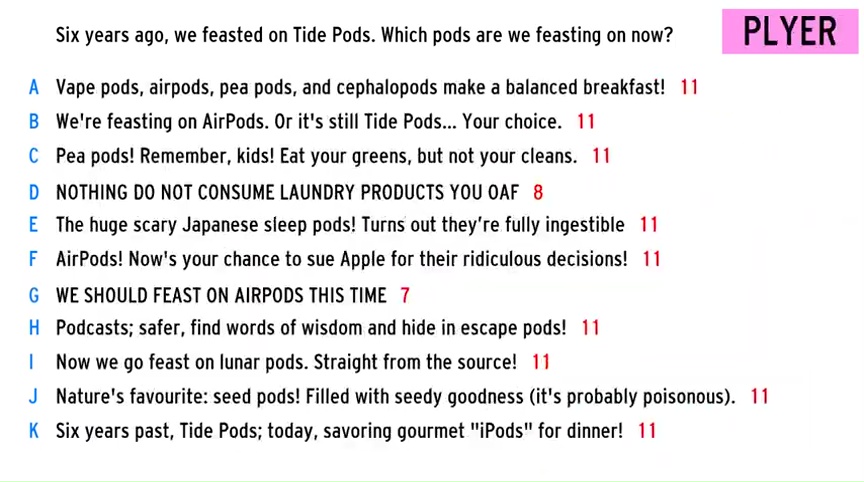 Six years ago, we feasted on Tide Pods. Which pods are we feasting on now?
PLYER
A Vape pods, airpods, pea pods, and cephalopods make a balanced breakfast! 11
B We're feasting on AirPods. Or it's still Tide Pods... Your choice. 11
C Pea pods! Remember, kids! Eat your greens, but not your cleans. 11
D NOTHING DO NOT CONSUME LAUNDRY PRODUCTS YOU OAF 8
E The huge scary Japanese sleep pods! Turns out they’re fully ingestible 11
F AirPods! Now's your chance to sue Apple for their ridiculous decisions! 11
G WE SHOULD FEAST ON AIRPODS THIS TIME 7
H Podcasts; safer, find words of wisdom and hide in escape pods! 11
I Now we go feast on lunar pods. Straight from the source! 11
J Nature's favourite: seed pods! Filled with seedy goodness (it's probably poisonous). 11
K Six years past, Tide Pods; today, savoring gourmet "iPods" for dinner! 11